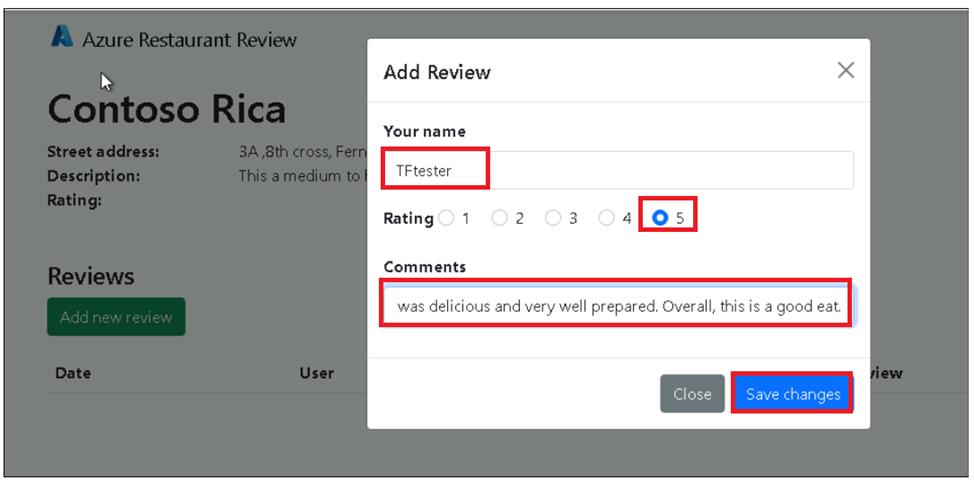 Azure Restaurant Review
Contoso Rica
Street address: 3A ,8th cross, Fern
Description: This a medium to
Rating:
Reviews
Add new review
Date User view
Add Review
Your name
TFtester
Rating 1 2 3 4 5
Comments
was delicious and very well prepared. Overall, this is a good eat.
Close Save changes